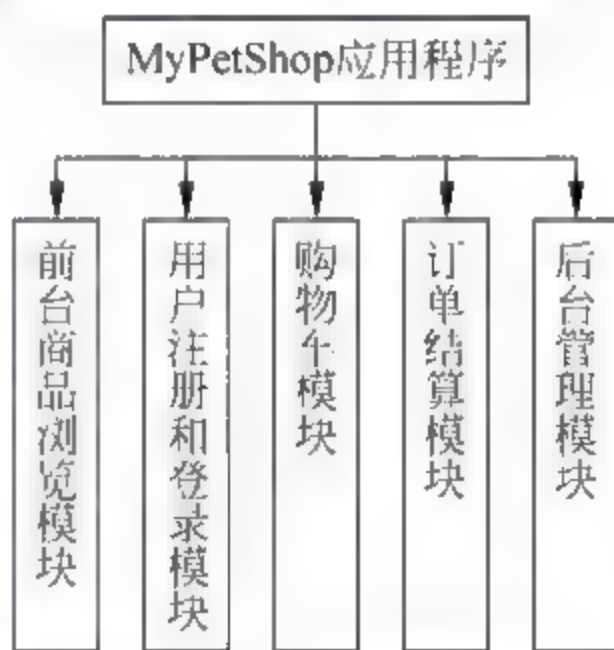 MyPetShop应用程序
前台商品浏览模块
用户注册和登录模块
购物车模块
订单结算模块
后台管理模块